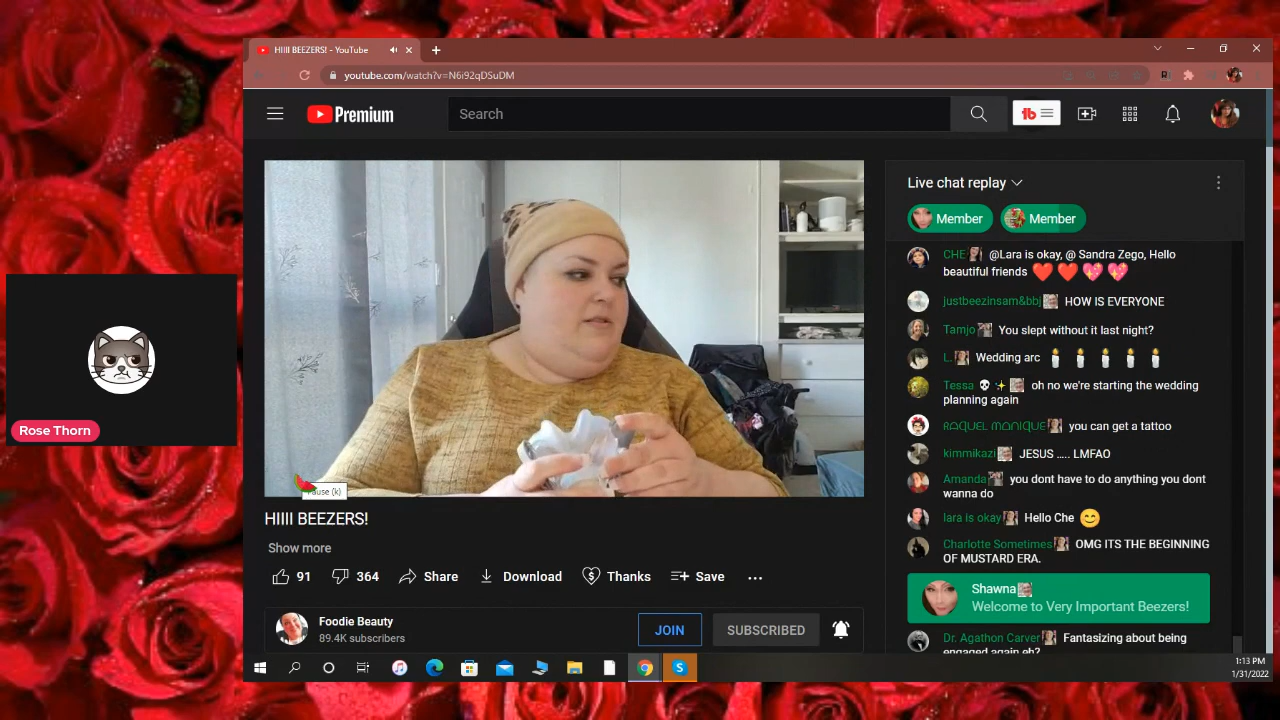 HIIII BEEZERS! - YouTube
youtube.com/watch?v=N6i92qDSuDM
Premium
Search
Live chat replay
Member Member
CHE @Lara is okay, @ Sandra Zego, Hello
beautiful friends
justbeezinsam&bbj HOW IS EVERYONE
Tamjo You slept without it last night?
L. Wedding arc
Tessa oh no we're starting the wedding
planning again
RAQUEL MANIQUE you can get a tattoo
kimmikazi JESUS ..... LMFAO
Amanda you dont have to do anything you dont
wanna do
lara is okay Hello Che
Charlotte Sometimes OMG ITS THE BEGINNING
OF MUSTARD ERA.
Shawna
Welcome to Very Important Beezers!
Dr. Agathon Carver Fantasizing about being
engaged again eh?
Rose Thorn
Pause (k)
HIIII BEEZERS!
Show more
91 364 Share Download Thanks Save
Foodie Beauty
89.4K subscribers
JOIN SUBSCRIBED
1:13 PM
1/31/2022